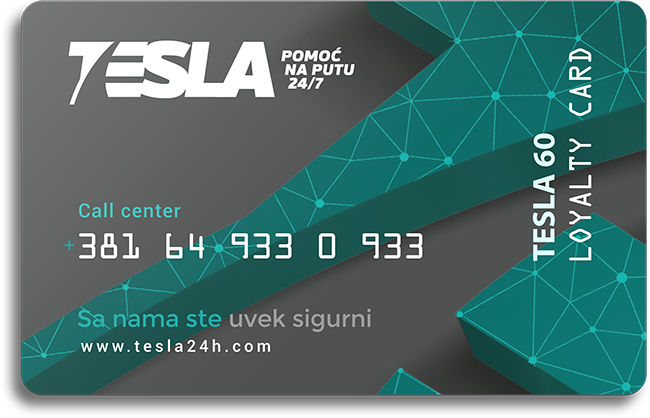 TESLA
POMOĆ
NA PUTU
24/7
TESLA 60
LOYALTY CARD
Call center
+381 64 933 0 933
Sa nama ste uvek sigurni
www.tesla24h.com